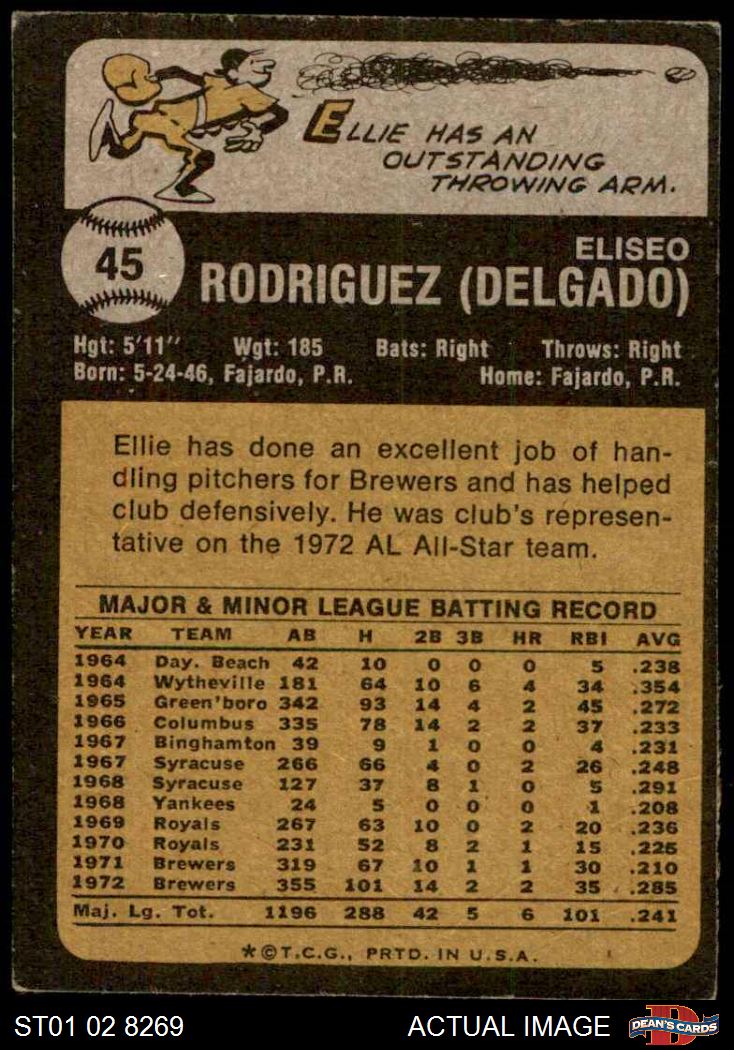 ELLIE HAS AN
OUTSTANDING
THROWING ARM.
45
ELISEO
RODRIGUEZ (DELGADO)
Hgt: 5'11" Wgt: 185 Bats: Right Throws: Right
Born: 5-24-46, Fajardo, P.R. Home: Fajardo, P.R.
Ellie has done an excellent job of han-
dling pitchers for Brewers and has helped
club defensively. He was club's represen-
tative on the 1972 AL All-Star team.
MAJOR & MINOR LEAGUE BATTING RECORD
YEAR TEAM AB H 2B 3B HR RBI AVG
1964 Day. Beach 42 10 0 0 0 5 .238
1964 Wytheville 181 64 10 6 4 34 .354
1965 Green'boro 342 93 14 4 2 45 .272
1966 Columbus 335 78 14 2 2 37 .233
1967 Binghamton 39 9 1 0 0 4 .231
1967 Syracuse 266 66 4 0 2 26 .248
1968 Syracuse 127 37 8 1 0 5 .291
1968 Yankees 24 5 0 0 0 1 .208
1969 Royals 267 63 10 0 2 20 .236
1970 Royals 231 52 8 2 1 15 .225
1971 Brewers 319 67 10 1 1 30 .210
1972 Brewers 355 101 14 2 2 35 .285
Maj. Lg. Tot. 1196 288 42 5 6 101 .241
*©T.C.G., PRTD. IN U.S.A.
ST01 02 8269 ACTUAL IMAGE D DEAN'S CARDS